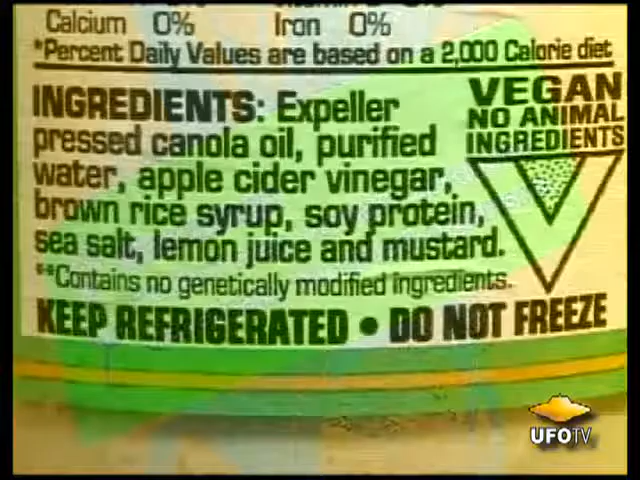 Calcium 0% Iron 0%
*Percent Daily Values are based on a 2,000 Calorie diet
INGREDIENTS: Expeller
pressed canola oil, purified
water, apple cider vinegar,
brown rice syrup, soy protein,
sea salt, lemon juice and mustard.
**Contains no genetically modified ingredients.
VEGAN
NO ANIMAL
INGREDIENTS
KEEP REFRIGERATED • DO NOT FREEZE
UFOTV